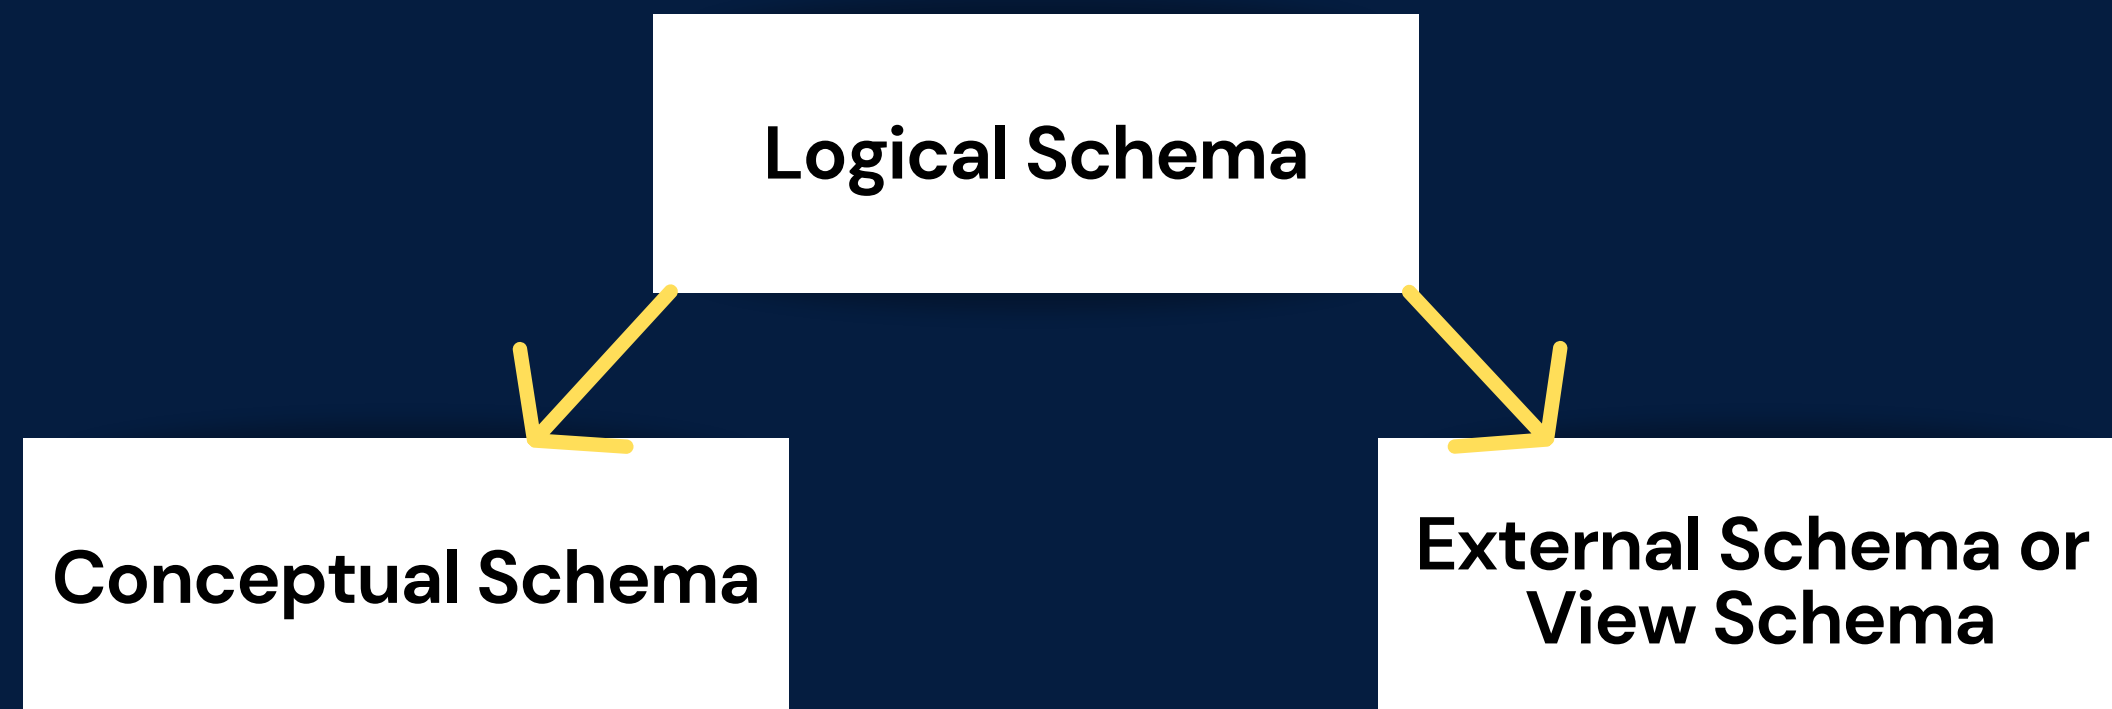 Logical Schema
Conceptual Schema
External Schema or
View Schema